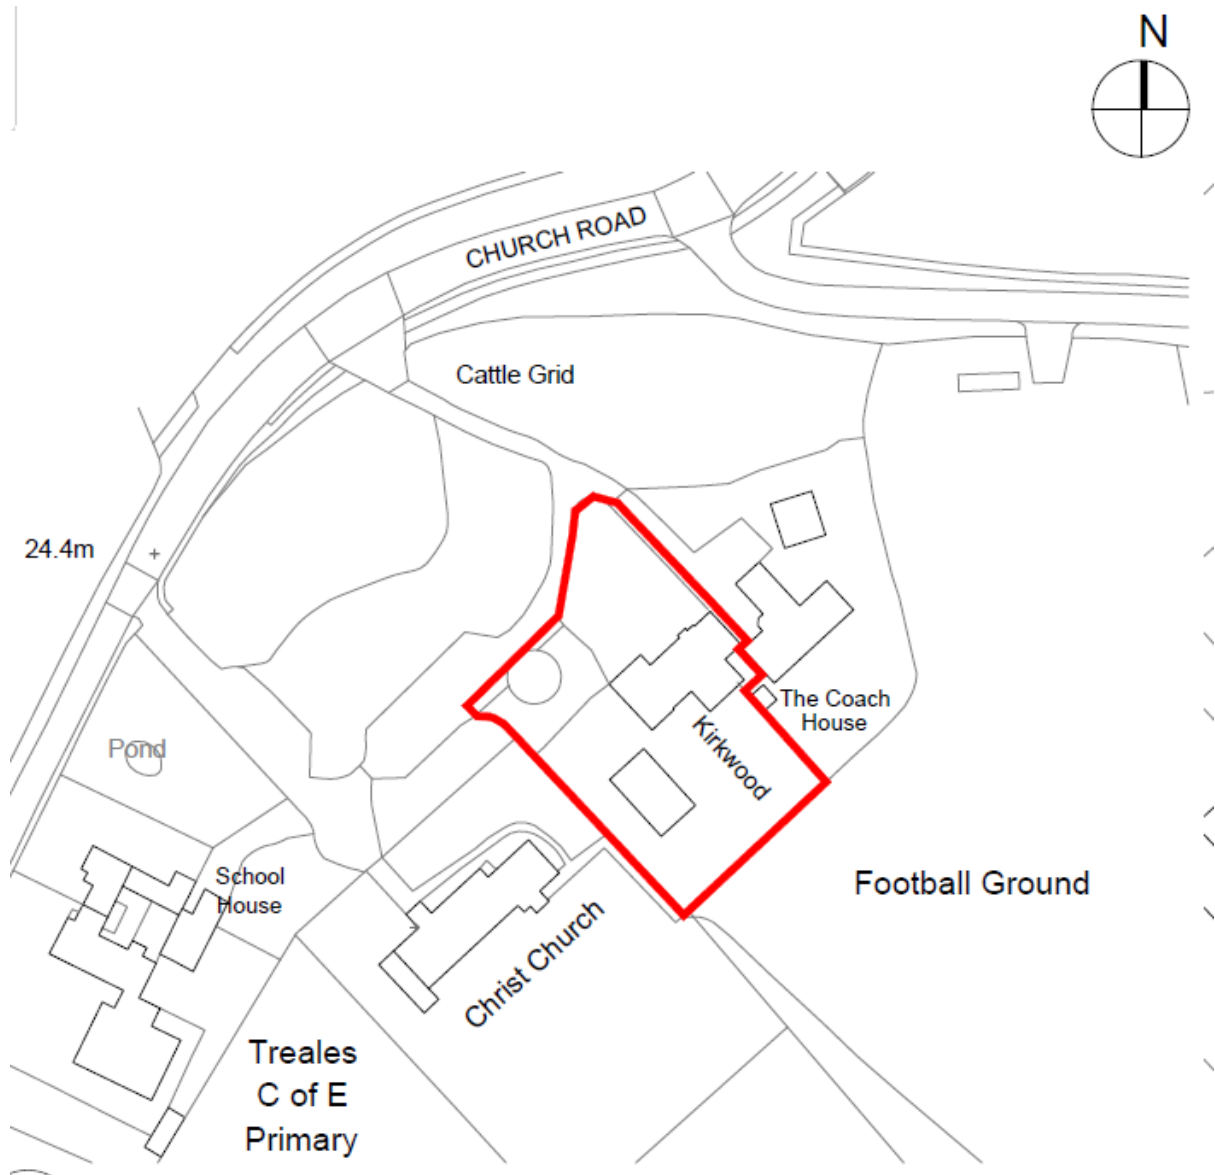 N
CHURCH ROAD
Cattle Grid
24.4m
The Coach
House
Kirkwood
Pond
School
House
Football Ground
Christ Church
Treales
C of E
Primary